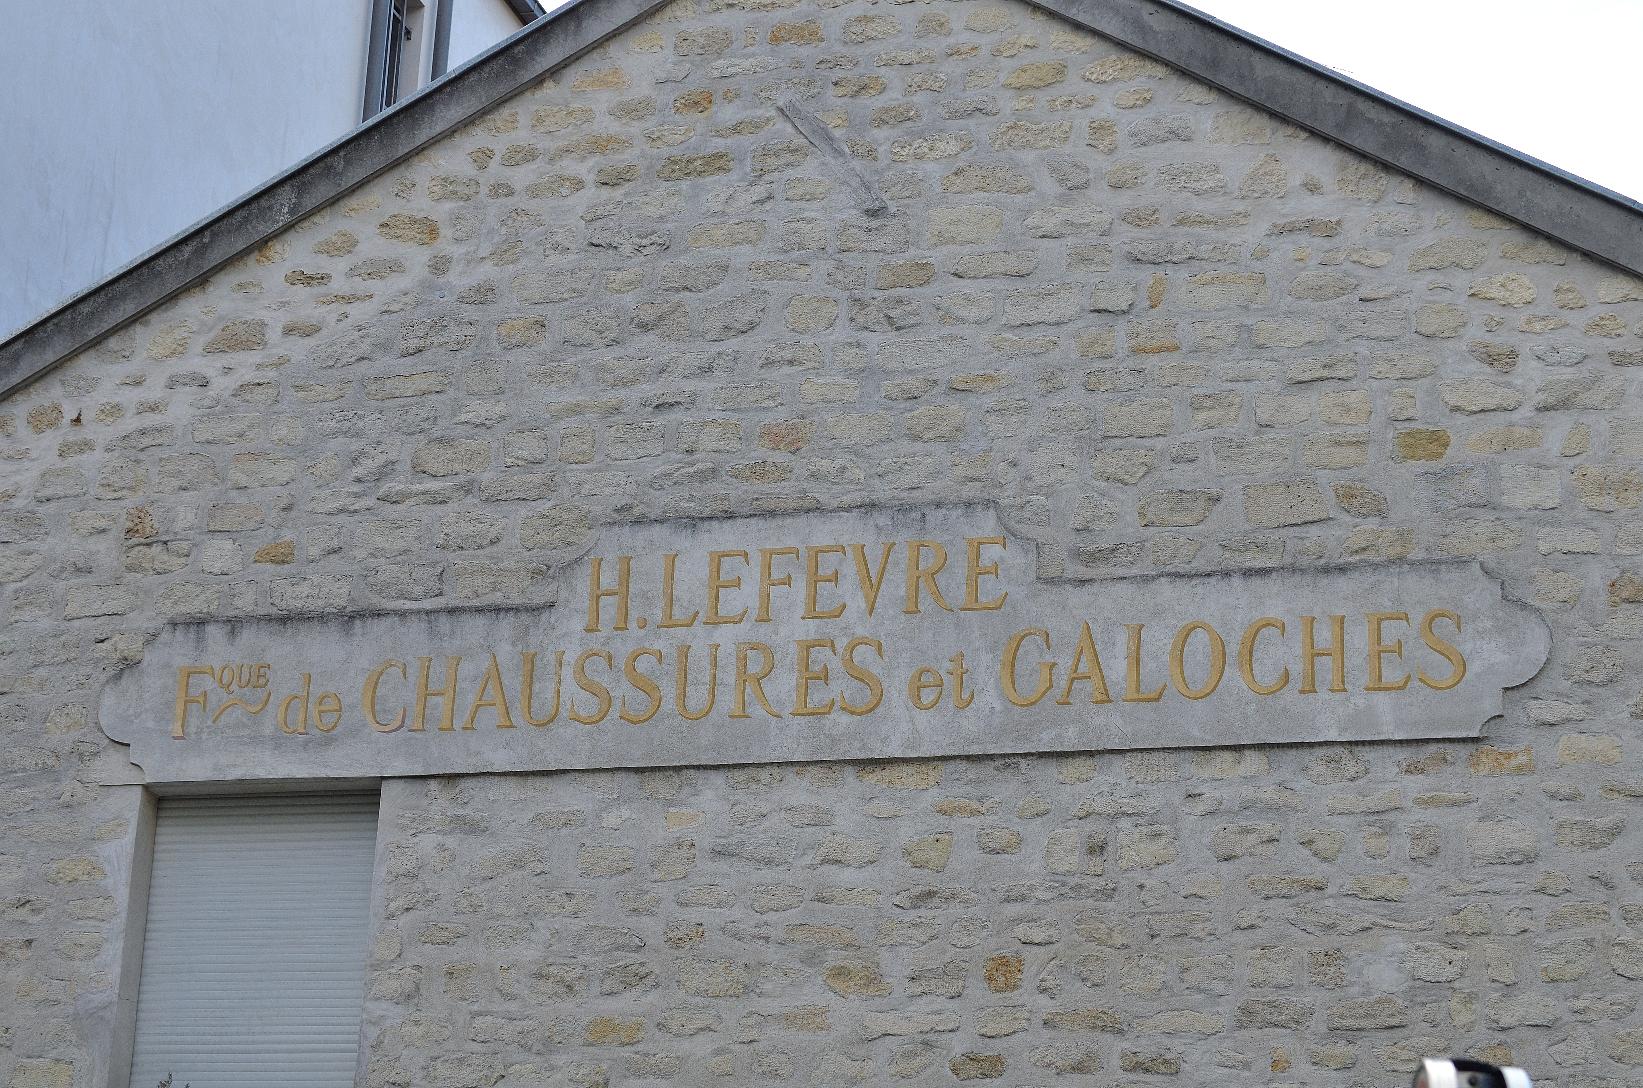 H. LEFEVRE
Fque de CHAUSSURES et GALOCHES